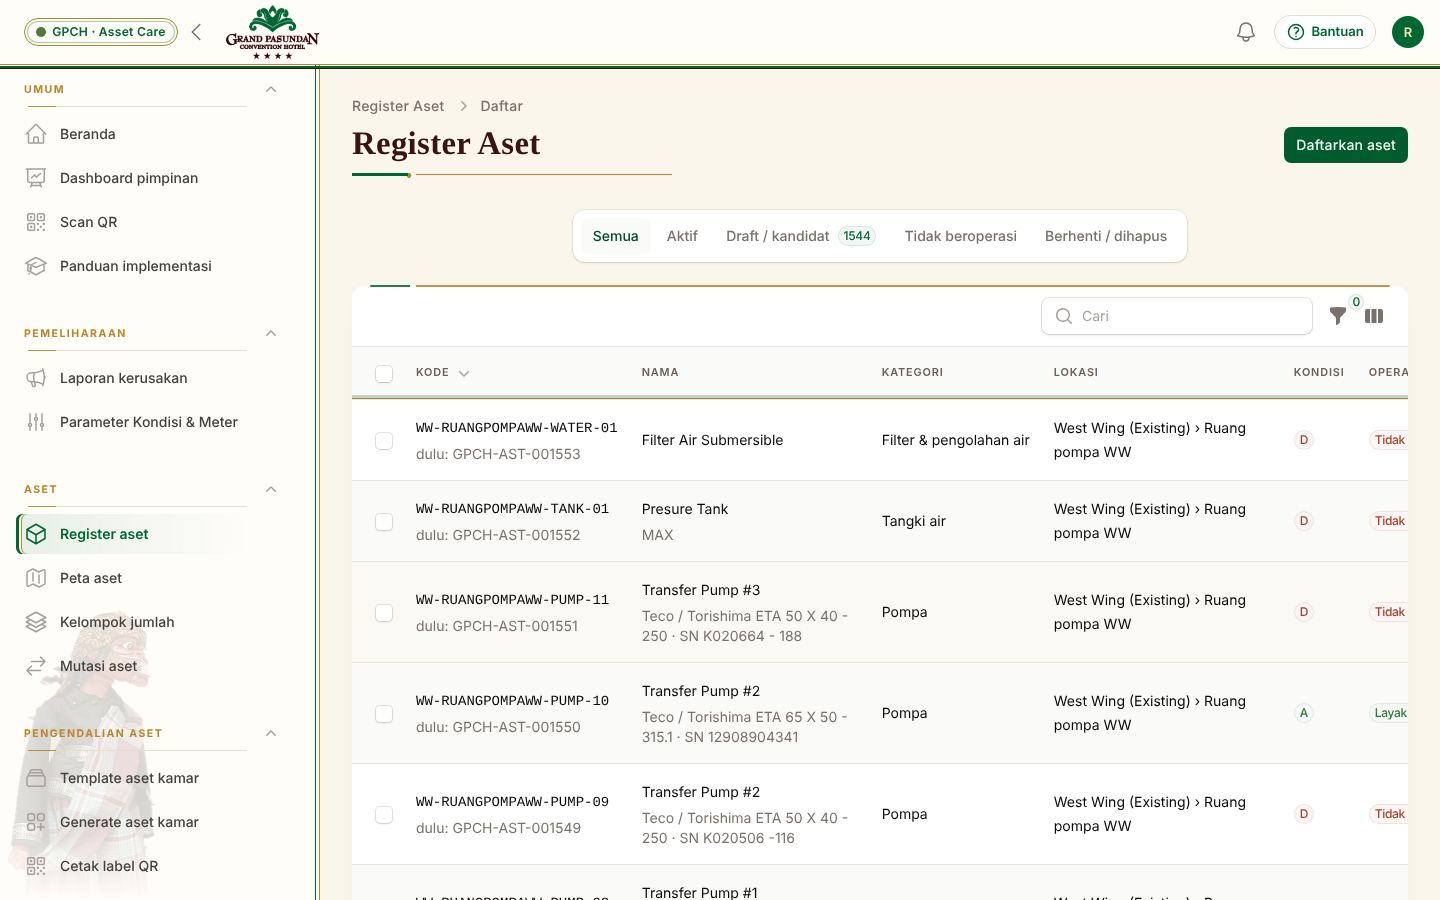 GPCH · Asset Care
GRAND PASUNDAN
CONVENTION HOTEL
Bantuan
R
UMUM
Beranda
Dashboard pimpinan
Scan QR
Panduan implementasi
PEMELIHARAAN
Laporan kerusakan
Parameter Kondisi & Meter
ASET
Register aset
Peta aset
Kelompok jumlah
Mutasi aset
PENGENDALIAN ASET
Template aset kamar
Generate aset kamar
Cetak label QR
Register Aset > Daftar
Register Aset
Daftarkan aset
Semua Aktif Draft / kandidat 1544 Tidak beroperasi Berhenti / dihapus
Cari
0
KODE NAMA KATEGORI LOKASI KONDISI OPERA
WW-RUANGPOMPAWW-WATER-01
dulu: GPCH-AST-001553
Filter Air Submersible
Filter & pengolahan air
West Wing (Existing) › Ruang
pompa WW
D
Tidak
WW-RUANGPOMPAWW-TANK-01
dulu: GPCH-AST-001552
Presure Tank
MAX
Tangki air
West Wing (Existing) › Ruang
pompa WW
D
Tidak
WW-RUANGPOMPAWW-PUMP-11
dulu: GPCH-AST-001551
Transfer Pump #3
Teco / Torishima ETA 50 X 40 -
250 · SN K020664 - 188
Pompa
West Wing (Existing) › Ruang
pompa WW
D
Tidak
WW-RUANGPOMPAWW-PUMP-10
dulu: GPCH-AST-001550
Transfer Pump #2
Teco / Torishima ETA 65 X 50 -
315.1 · SN 12908904341
Pompa
West Wing (Existing) › Ruang
pompa WW
A
Layak
WW-RUANGPOMPAWW-PUMP-09
dulu: GPCH-AST-001549
Transfer Pump #2
Teco / Torishima ETA 50 X 40 -
250 · SN K020506 -116
Pompa
West Wing (Existing) › Ruang
pompa WW
D
Tidak
Transfer Pump #1